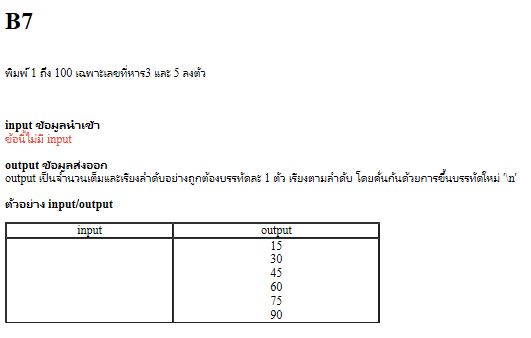 B7
พิมพ์ 1 ถึง 100 เฉพาะเลขที่หาร3 และ 5 ลงตัว
input ข้อมูลนำเข้า
ข้อนี้ไม่มี input
output ข้อมูลส่งออก
output เป็นจำนวนเต็มและเรียงลำดับอย่างถูกต้องบรรทัดละ 1 ตัว เรียงตามลำดับ โดยคั่นกันด้วยการขึ้นบรรทัดใหม่ '\n'
ตัวอย่าง input/output
input output
15
30
45
60
75
90